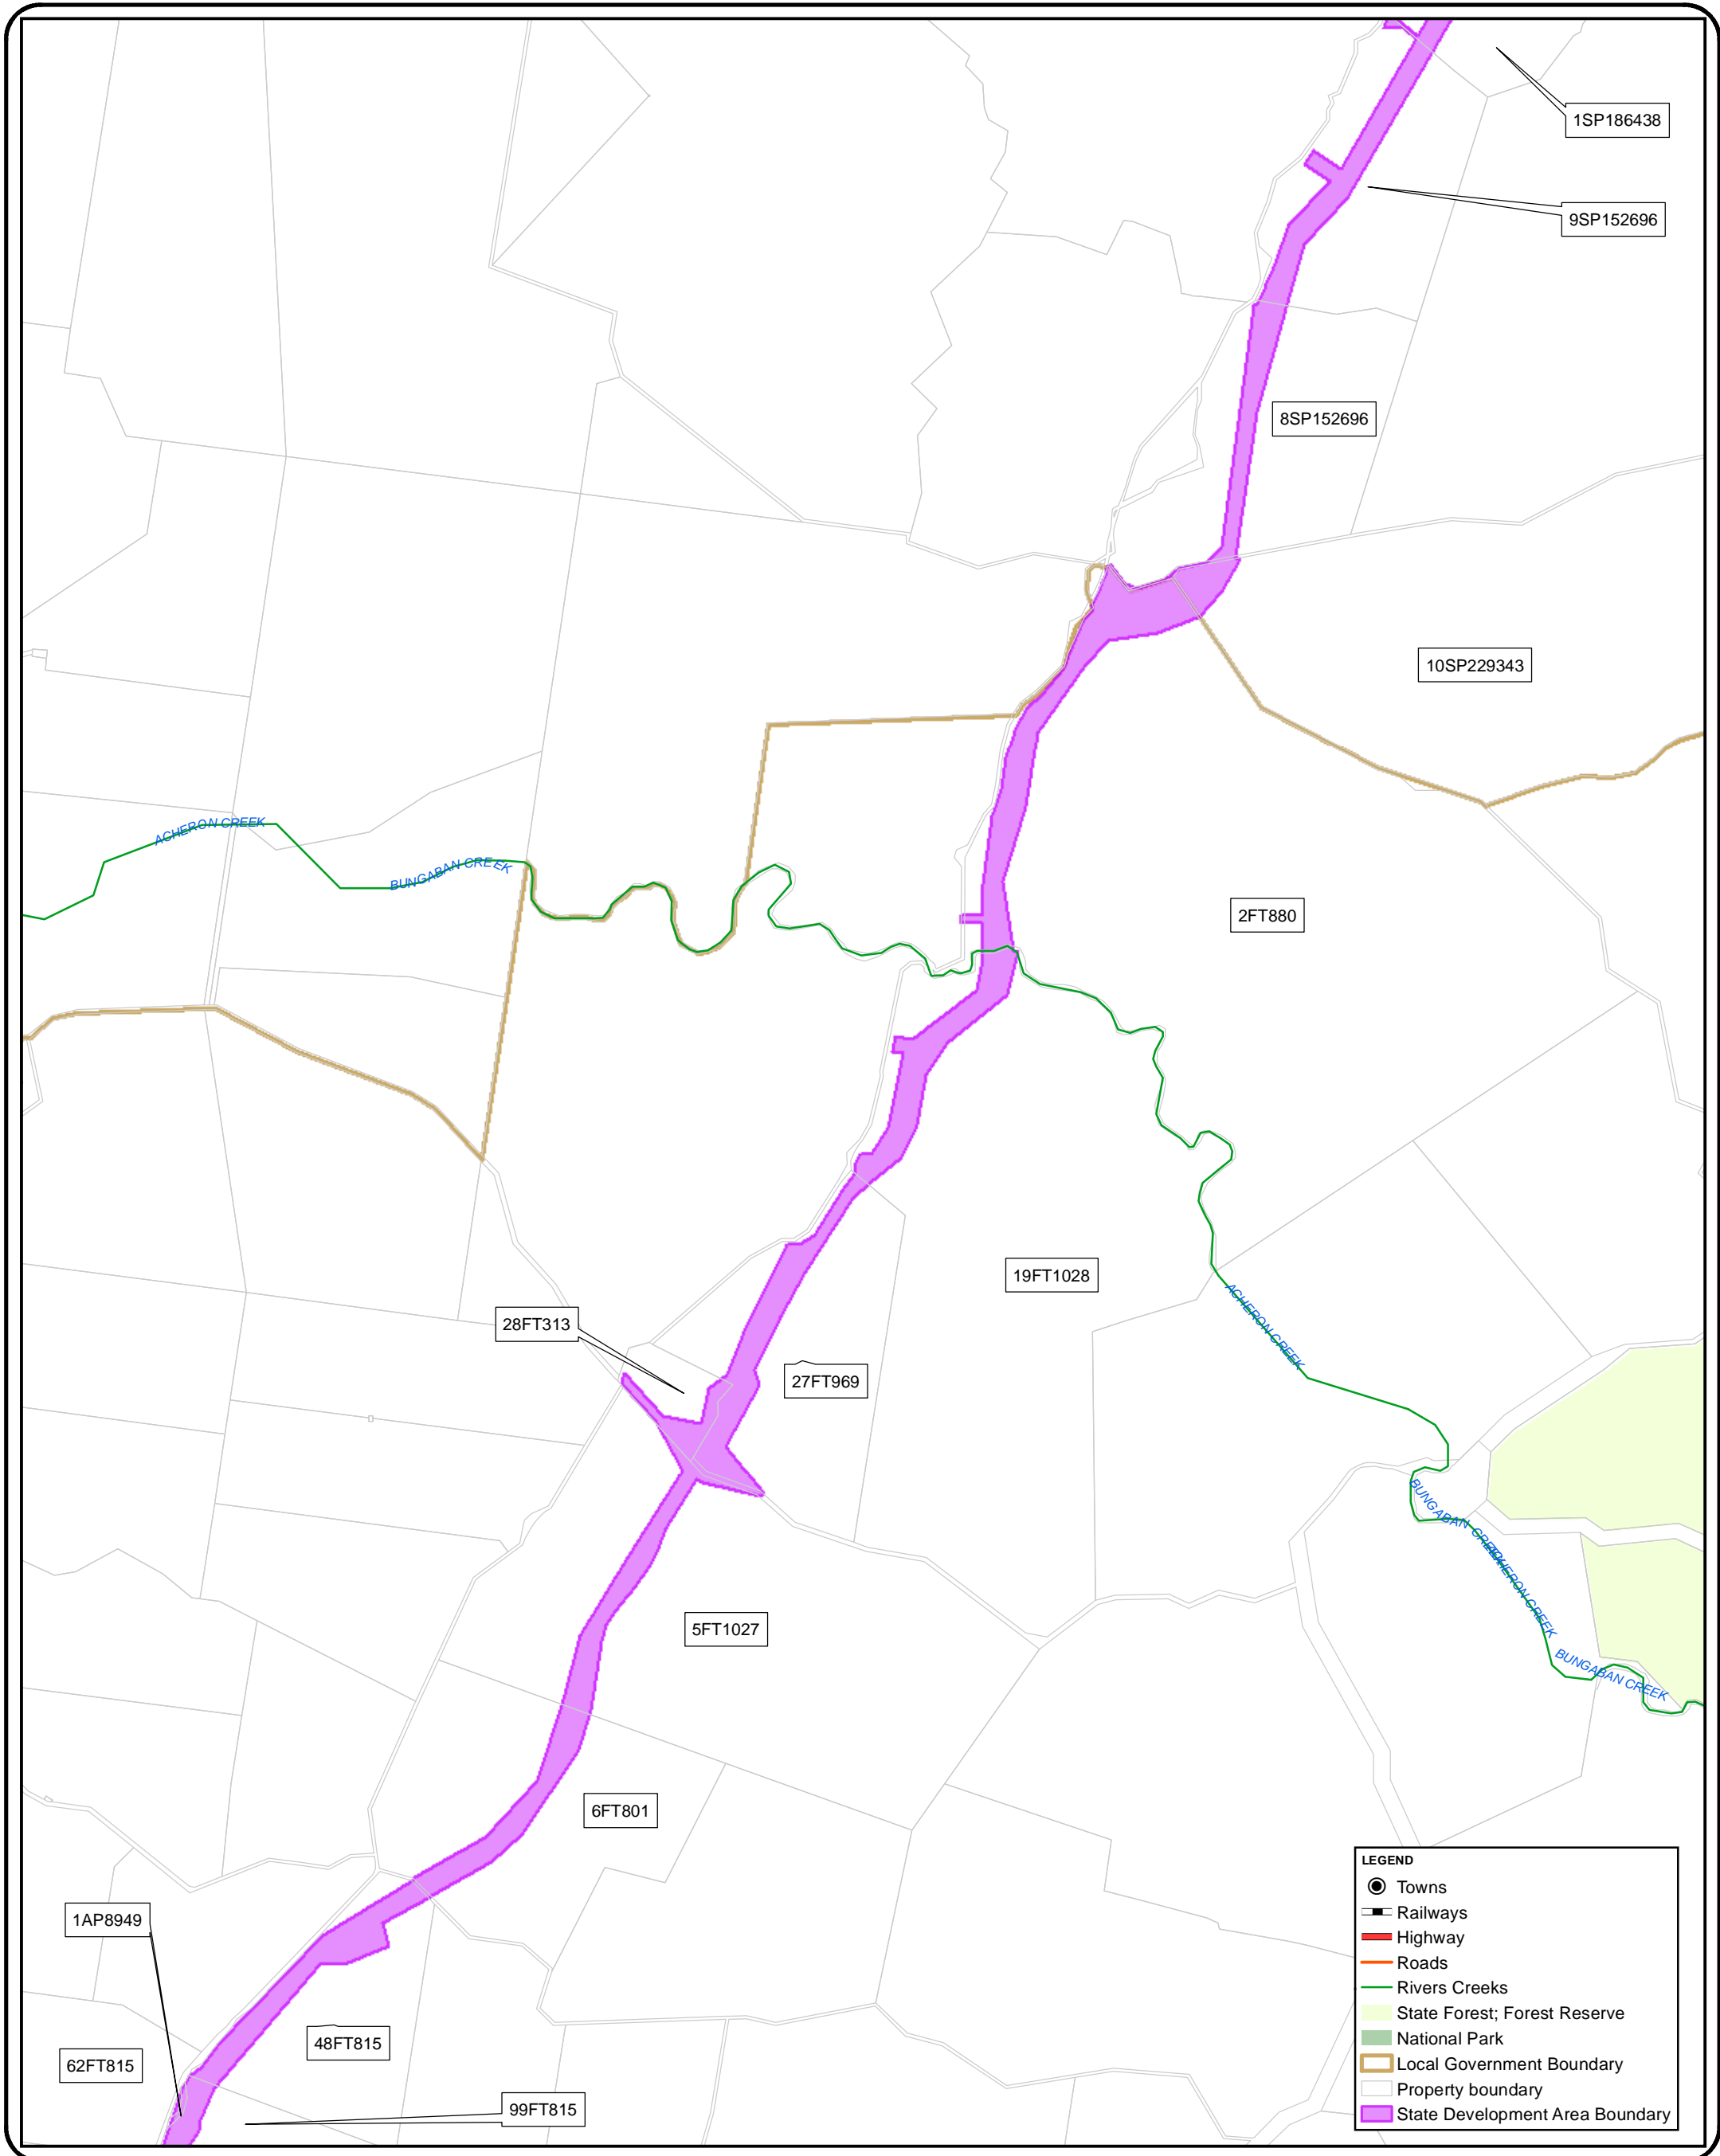 1SP186438
9SP152696
8SP152696
10SP229343
ACHERON CREEK
BUNGABAN CREEK
2FT880
19FT1028
ACHERON CREEK
28FT313
27FT969
BUNGABAN CREEK
ACHERON CREEK
5FT1027
BUNGABAN CREEK
6FT801
1AP8949
48FT815
62FT815
99FT815
LEGEND
Towns
Railways
Highway
Roads
Rivers Creeks
State Forest; Forest Reserve
National Park
Local Government Boundary
Property boundary
State Development Area Boundary